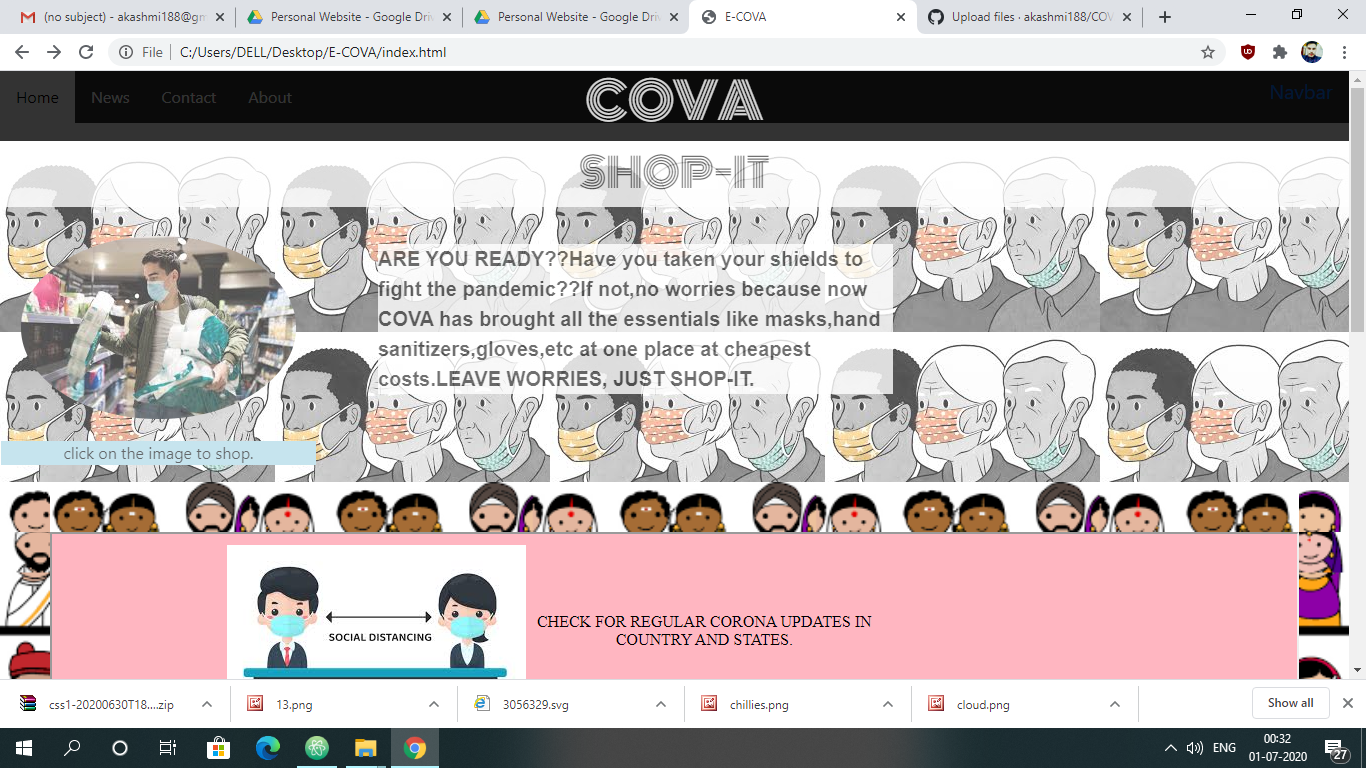 (no subject) - akashmi188@gm
Personal Website - Google Driv
Personal Website - Google Driv
E-COVA
Upload files · akashmi188/COV
File
C:/Users/DELL/Desktop/E-COVA/index.html
Home
News
Contact
About
COVA
Navbar
SHOP-IT
ARE YOU READY??Have you taken your shields to
fight the pandemic??If not,no worries because now
COVA has brought all the essentials like masks,hand
sanitizers,gloves,etc at one place at cheapest
costs.LEAVE WORRIES, JUST SHOP-IT.
click on the image to shop.
SOCIAL DISTANCING
CHECK FOR REGULAR CORONA UPDATES IN
COUNTRY AND STATES.
css1-20200630T18....zip
13.png
3056329.svg
chillies.png
cloud.png
Show all
ENG
00:32
01-07-2020
27